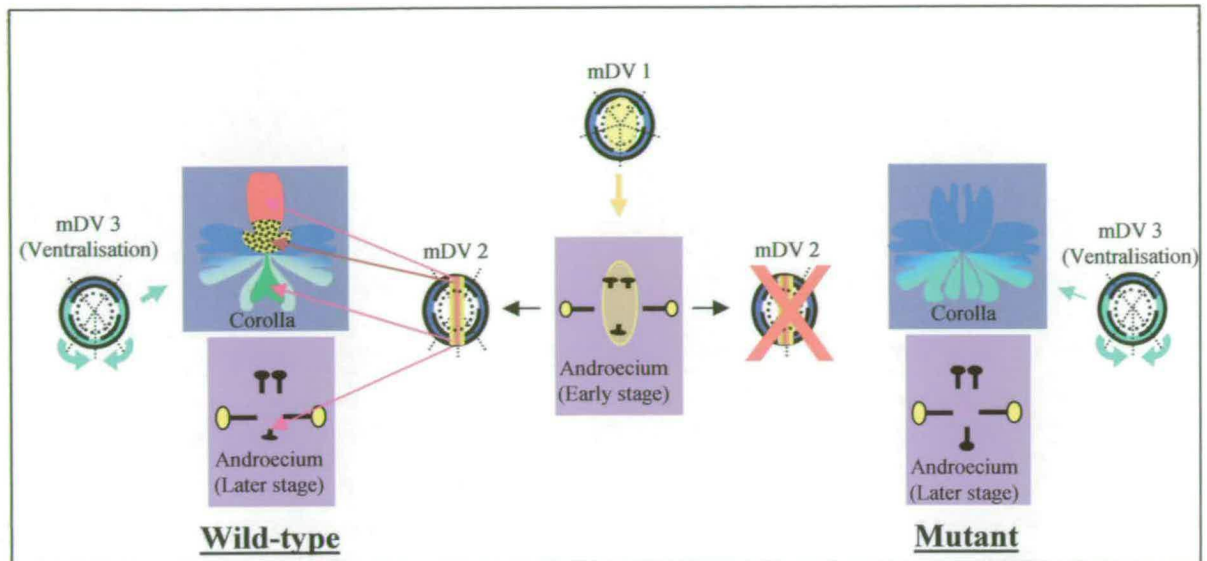 mDV 1
mDV 3
(Ventralisation)
Corolla
mDV 2
Androecium
(Early stage)
mDV 2
Corolla
mDV 3
(Ventralisation)
Androecium
(Later stage)
Androecium
(Later stage)
Wild-type
Mutant